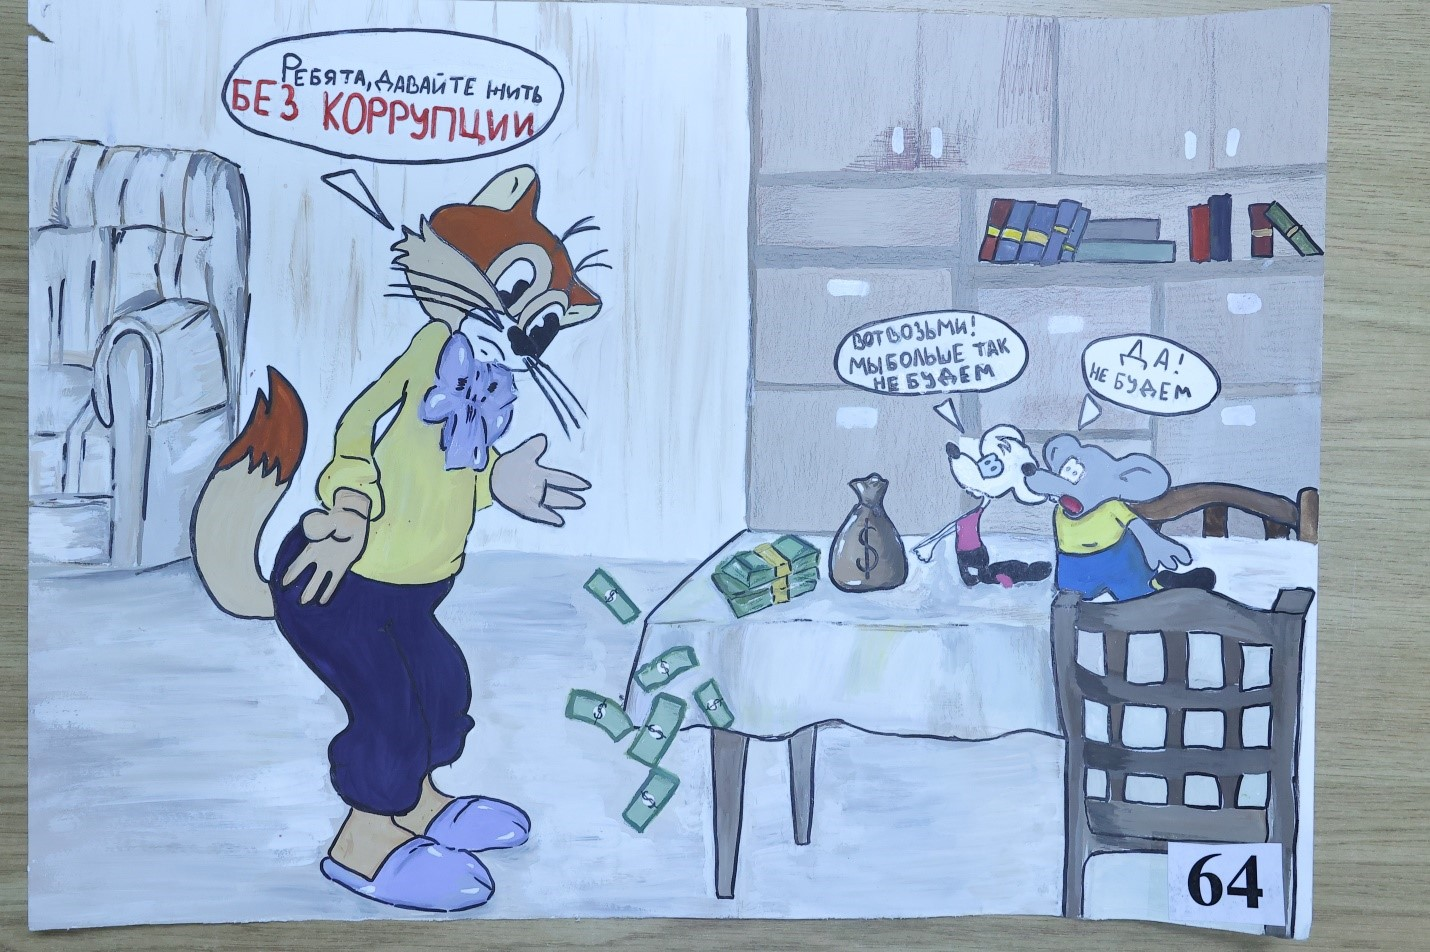 Ребята, давайте жить
БЕЗ КОРРУПЦИИ
ВОТ ВОЗЬМИ!
МЫ БОЛЬШЕ ТАК
НЕ БУДЕМ
ДА!
НЕ БУДЕМ
$
$
$
$
$
$
$
64